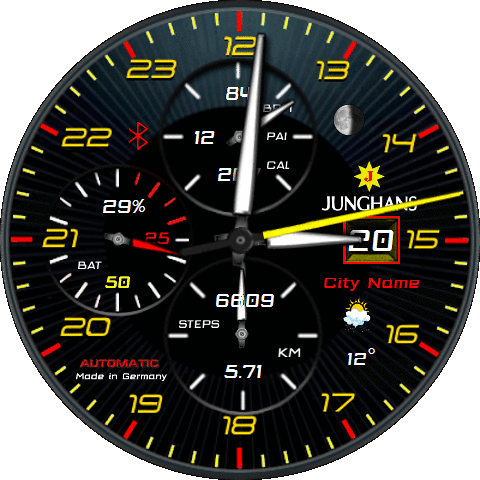 12
23
13
84
22
12
PAI
14
CAL
J
JUNGHANS
29%
21
25
20
15
BAT
50
City Name
6609
20
STEPS
16
KM
12°
AUTOMATIC
5.71
Made in Germany
19
17
18